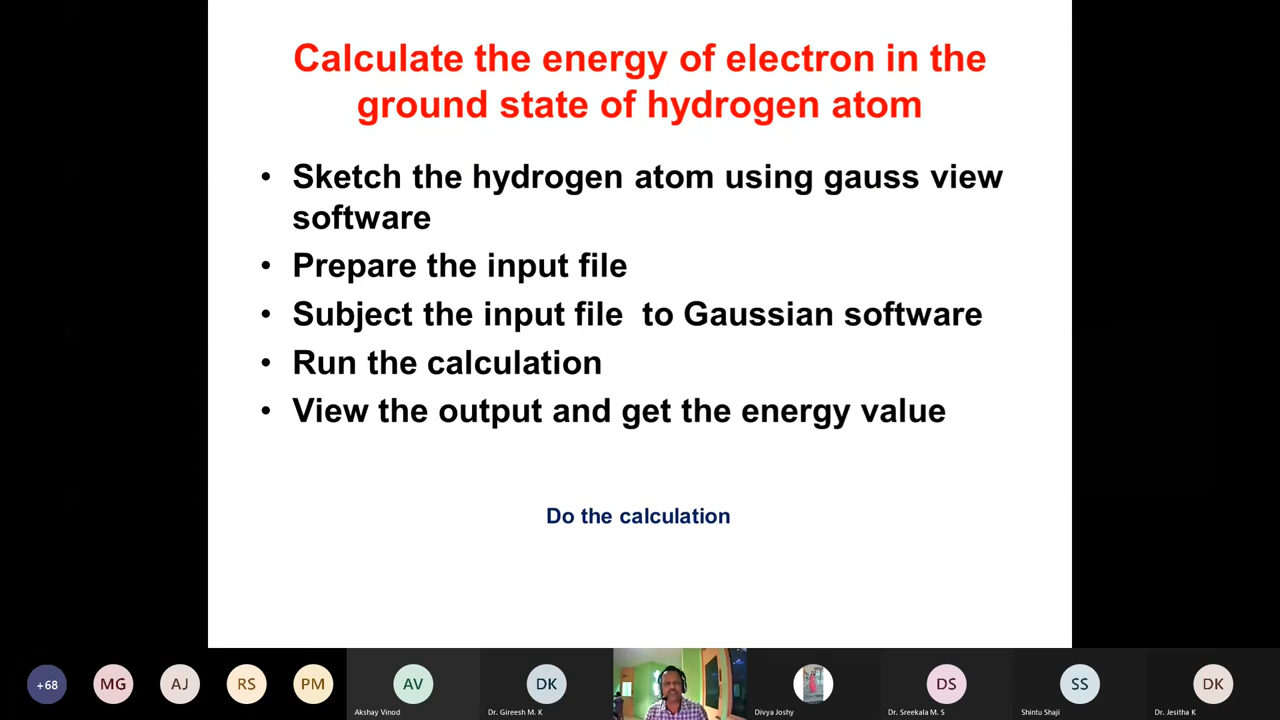 Calculate the energy of electron in the
ground state of hydrogen atom
• Sketch the hydrogen atom using gauss view
software
• Prepare the input file
• Subject the input file  to Gaussian software
• Run the calculation
• View the output and get the energy value
Do the calculation
+68
MG
AJ
RS
PM
AV
DK
DS
SS
DK
Akshay Vinod
Dr. Gireesh M. K
Divya Joshy
Dr. Sreekala M. S
Shintu Shaji
Dr. Jesitha K